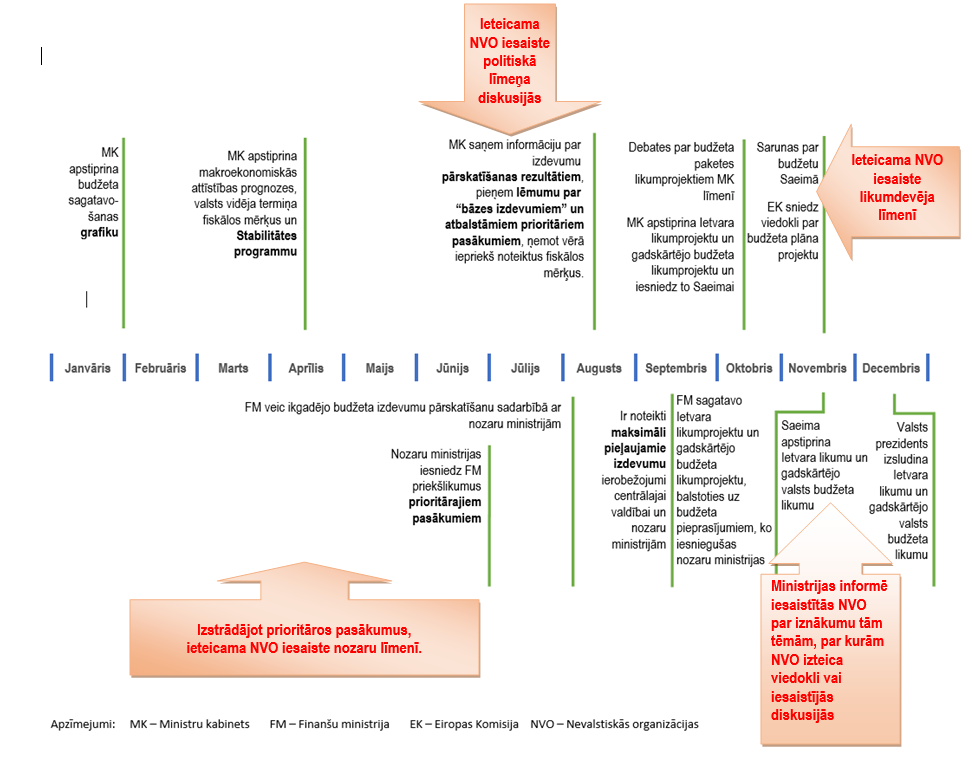 Ieteicama
NVO iesaiste
politiskā
līmeņa
diskusijās
MK
apstiprina
budžeta
sagatavo-
šanas
grafiku
MK apstiprina
makroekonomiskās
attīstības prognozes,
valsts vidēja termiņa
fiskālos mērķus un
Stabilitātes
programmu
MK saņem informāciju par
izdevumu
pārskatīšanas rezultātiem,
pieņem lēmumu par
“bāzes izdevumiem” un
atbalstāmiem prioritāriem
pasākumiem, ņemot vērā
iepriekš noteiktus fiskālos
mērķus.
Debates par budžeta
paketes
likumprojektiem MK
līmenī
MK apstiprina Ietvara
likumprojektu un
gadskārtējo budžeta
likumprojektu un
iesniedz to Saeimai
Sarunas par
budžetu
Saeimā
EK sniedz
viedokli par
budžeta plāna
projektu
Ieteicama NVO
iesaiste
likumdevēja
līmenī
Janvāris Februāris Marts Aprīlis Maijs Jūnijs Jūlijs Augusts Septembris Oktobris Novembris Decembris
FM veic ikgadējo budžeta izdevumu pārskatīšanu sadarbībā ar
nozaru ministrijām
Nozaru ministrijas
iesniedz FM
priekšlikumus
prioritārajiem
pasākumiem
Ir noteikti
maksimāli
pieļaujamie
izdevumu
ierobežojumi
centrālajai
valdībai un
nozaru
ministrijām
FM sagatavo
Ietvara
likumprojektu un
gadskārtējo
budžeta
likumprojektu,
balstoties uz
budžeta
pieprasījumiem, ko
iesniegušas
nozaru ministrijas
Saeima
apstiprina
Ietvara likumu un
gadskārtējo
valsts budžeta
likumu
Valsts
prezidents
izsludina
Ietvara
likumu un
gadskārtējo
valsts
budžeta
likumu
Izstrādājot prioritāros pasākumus,
ieteicama NVO iesaiste nozaru līmenī.
Ministrijas informē
iesaistītās NVO
par iznākumu tām
tēmām, par kurām
NVO izteica
viedokli vai
iesaistījās
diskusijās
Apzīmejumi: MK – Ministru kabinets FM – Finanšu ministrija EK – Eiropas Komisija NVO – Nevalstiskās organizācijas